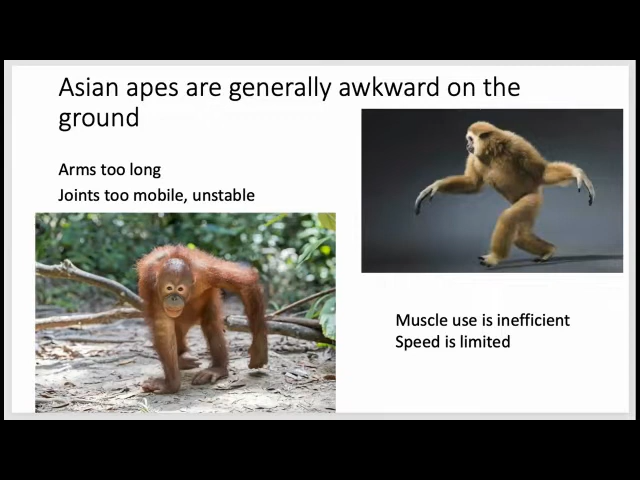 Asian apes are generally awkward on the
ground
Arms too long
Joints too mobile, unstable
Muscle use is inefficient
Speed is limited